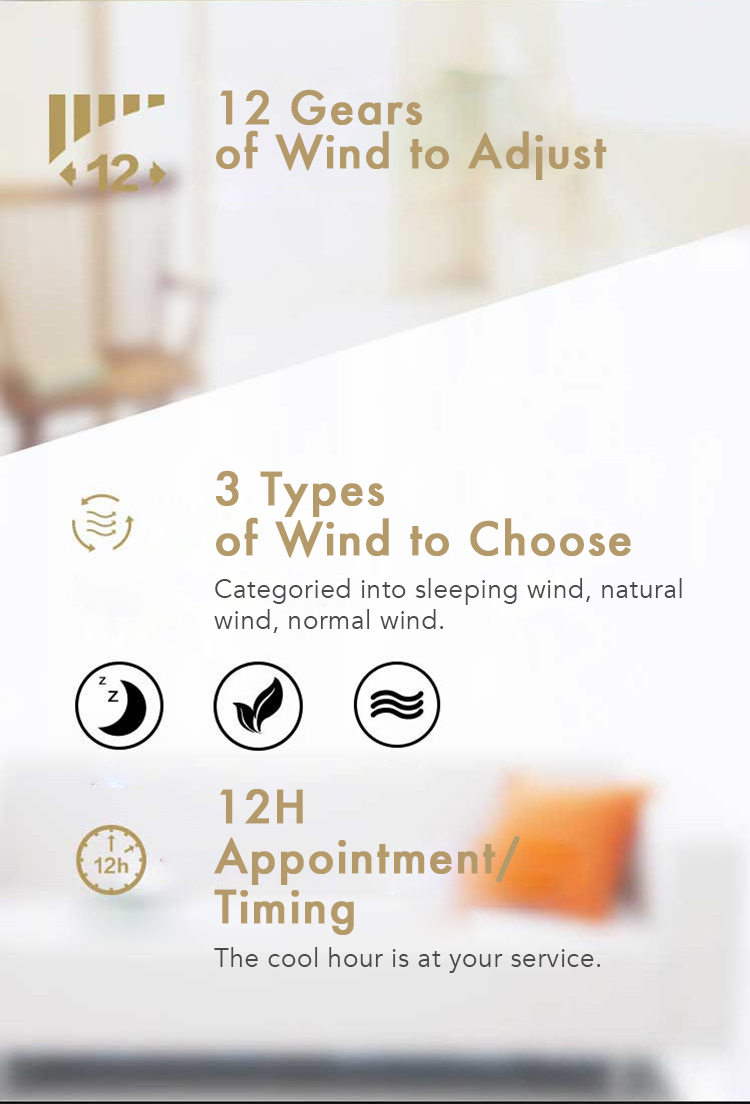 12 Gears
of Wind to Adjust
12
3 Types
of Wind to Choose
Categoried into sleeping wind, natural
wind, normal wind.
z
z
12H
Appointment/
Timing
12h
The cool hour is at your service.